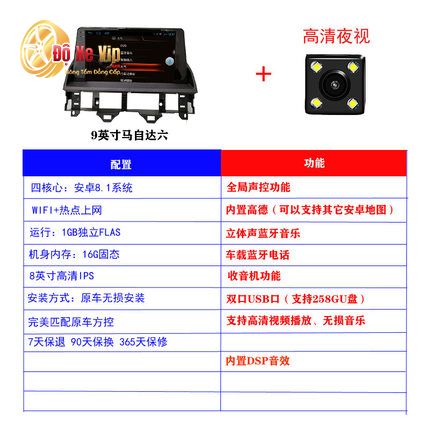 Độ Xe Vip
Nâng Tầm Đẳng Cấp
高清夜视
+
9英寸马自达六
配置
功能
四核心：安卓8.1系统
全局声控功能
WIFI+热点上网
内置高德（可以支持其它安卓地图）
运行：1GB独立FLAS
立体声蓝牙音乐
机身内存：16G固态
车载蓝牙电话
8英寸高清IPS
收音机功能
安装方式：原车无损安装
双口USB口（支持258GU盘）
完美匹配原车方控
支持高清视频播放、无损音乐
7天保退 90天保换 365天保修
内置DSP音效